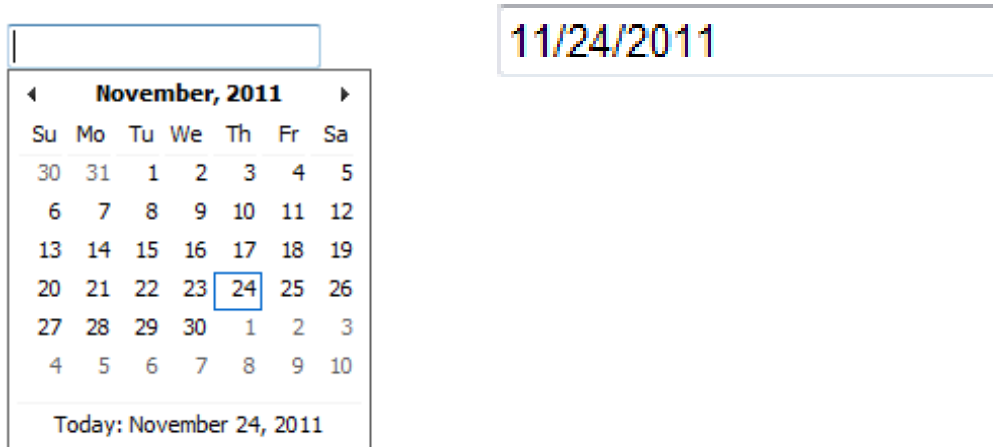 11/24/2011
November, 2011
Su Mo Tu We Th Fr Sa
30 31 1 2 3 4 5
6 7 8 9 10 11 12
13 14 15 16 17 18 19
20 21 22 23 24 25 26
27 28 29 30 1 2 3
4 5 6 7 8 9 10
Today: November 24, 2011